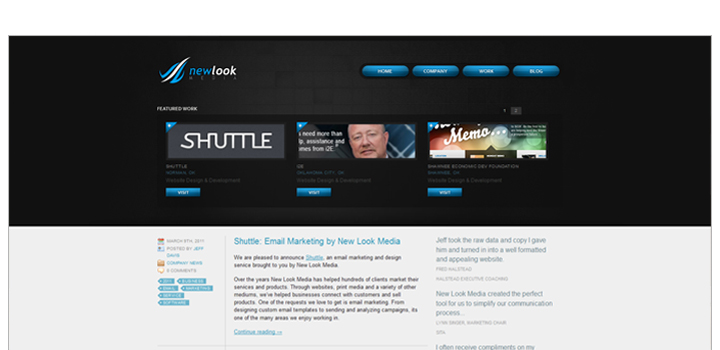 newlook
MEDIA
HOME
COMPANY
WORK
BLOG
FEATURED WORK
1
2
SHUTTLE
s need more than
lp, assistance and
omes from i2E.
Memo...
SHUTTLE
NORMAN, OK
Website Design & Development
VISIT
I2E
OKLAHOMA CITY, OK
Website Design & Development
VISIT
SHAWNEE ECONOMIC DEV FOUNDATION
SHAWNEE, OK
Website Design & Development
VISIT
MARCH 8TH, 2011
POSTED BY JEFF
DAVIS
COMPANY NEWS
0 COMMENTS
2011
BUSINESS
EMAIL
MARKETING
SERVICE
SOFTWARE
Shuttle: Email Marketing by New Look Media
We are pleased to announce Shuttle, an email marketing and design
service brought to you by New Look Media.
Over the years New Look Media has helped hundreds of clients market their
services and products. Through websites, print media and a variety of other
mediums, we've helped businesses connect with customers and sell
products. One of the requests we love to get is email marketing. From
designing custom email templates to sending and analyzing campaigns, its
one of the many areas we enjoy working in.
Continue reading →
Jeff took the raw data and copy I gave
him and turned in into a well formatted
and appealing website.
FRED HALSTEAD
HALSTEAD EXECUTIVE COACHING
New Look Media created the perfect
tool for us to simplify our communication
process...
LYNN GINGER, MARKETING CHAIR
I often receive compliments on my